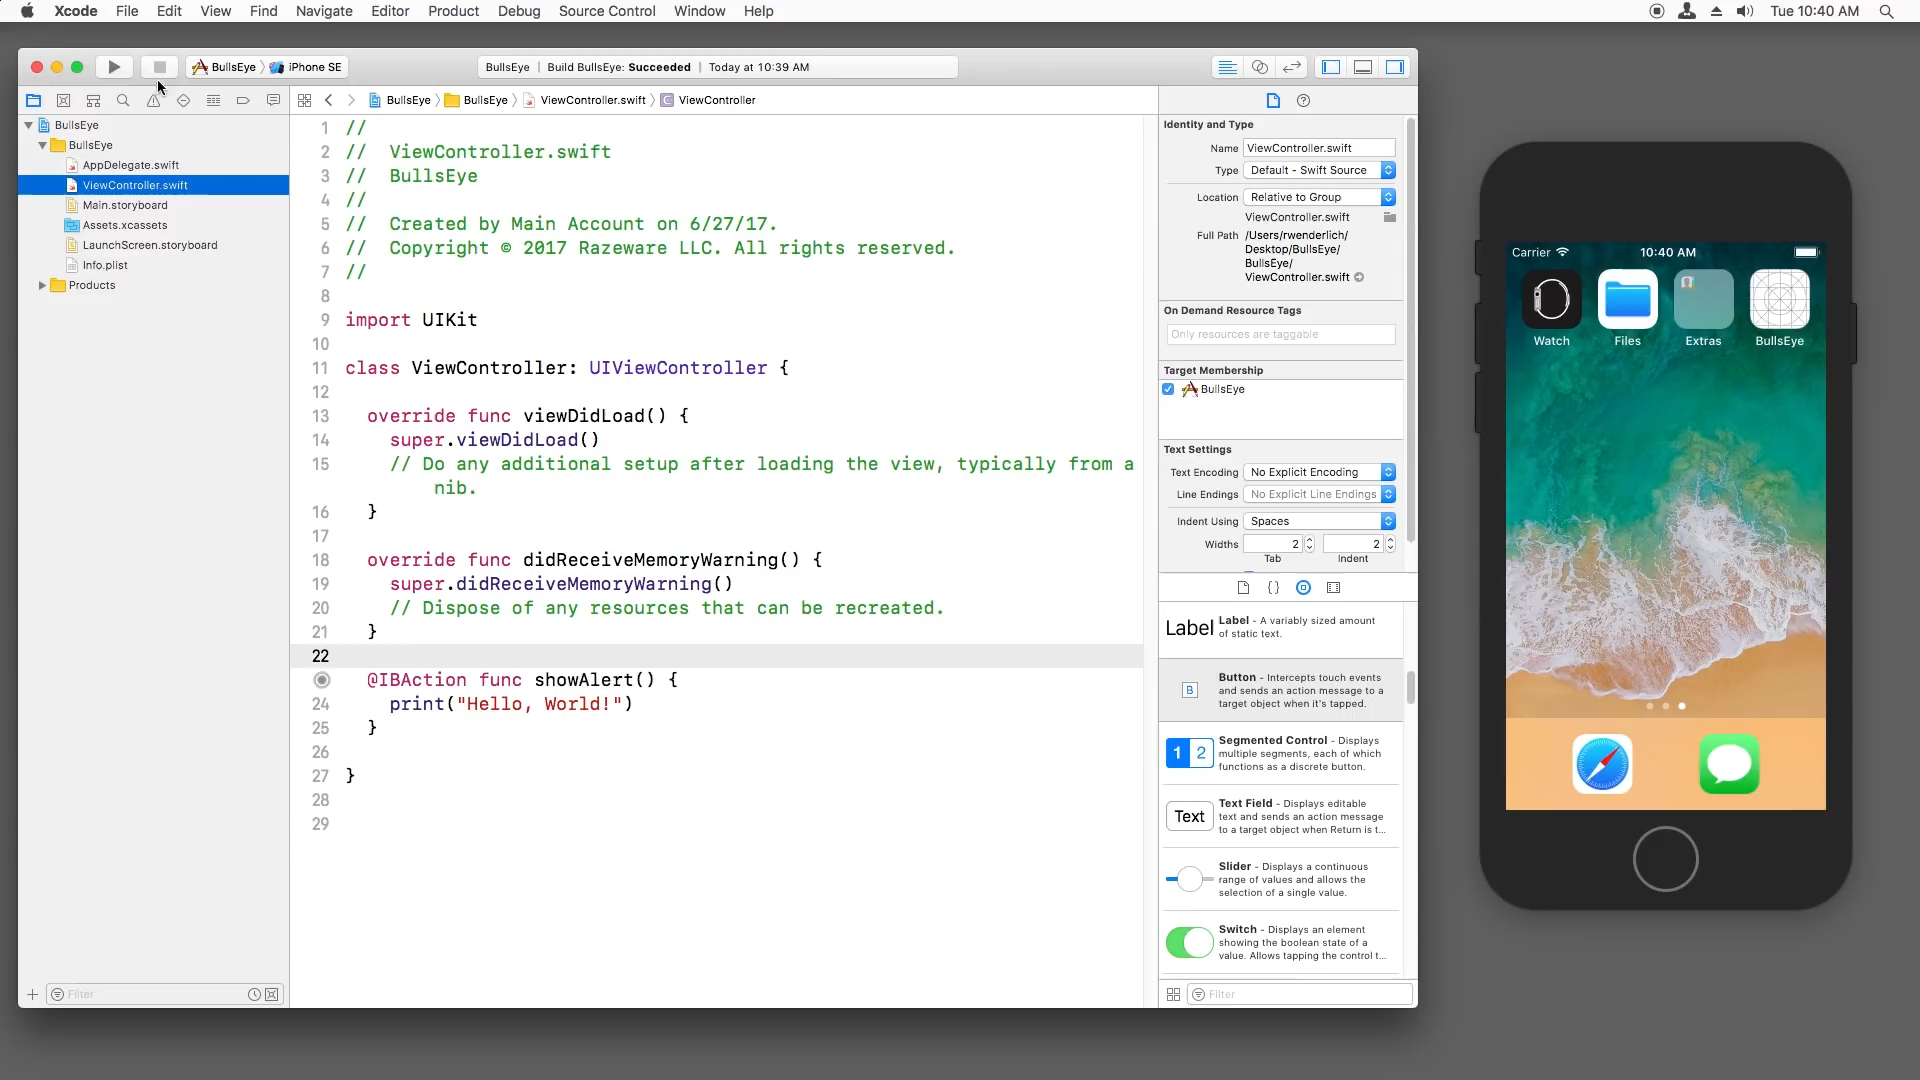 Xcode File Edit View Find Navigate Editor Product Debug Source Control Window Help
Tue 10:40 AM
BullsEye iPhone SE
BullsEye | Build BullsEye: Succeeded | Today at 10:39 AM
BullsEye BullsEye ViewController.swift ViewController
BullsEye
BullsEye
AppDelegate.swift
ViewController.swift
Main.storyboard
Assets.xcassets
LaunchScreen.storyboard
Info.plist
Products
Filter
1 //
2 //  ViewController.swift
3 //  BullsEye
4 //
5 //  Created by Main Account on 6/27/17.
6 //  Copyright © 2017 Razeware LLC. All rights reserved.
7 //
8
9 import UIKit
10
11 class ViewController: UIViewController {
12
13   override func viewDidLoad() {
14     super.viewDidLoad()
15     // Do any additional setup after loading the view, typically from a
nib.
16   }
17
18   override func didReceiveMemoryWarning() {
19     super.didReceiveMemoryWarning()
20     // Dispose of any resources that can be recreated.
21   }
22
@IBAction func showAlert() {
24     print("Hello, World!")
25   }
26
27 }
28
29
Identity and Type
Name ViewController.swift
Type Default - Swift Source
Location Relative to Group
ViewController.swift
Full Path /Users/rwenderlich/
Desktop/BullsEye/
BullsEye/
ViewController.swift
On Demand Resource Tags
Only resources are taggable
Target Membership
BullsEye
Text Settings
Text Encoding No Explicit Encoding
Line Endings No Explicit Line Endings
Indent Using Spaces
Widths 2 2
Tab Indent
Label
Label - A variably sized amount
of static text.
B
Button - Intercepts touch events
and sends an action message to a
target object when it's tapped.
1 2
Segmented Control - Displays
multiple segments, each of which
functions as a discrete button.
Text
Text Field - Displays editable
text and sends an action message
to a target object when Return is t...
Slider - Displays a continuous
range of values and allows the
selection of a single value.
Switch - Displays an element
showing the boolean state of a
value. Allows tapping the control t...
Filter
Carrier 10:40 AM
Watch Files Extras BullsEye